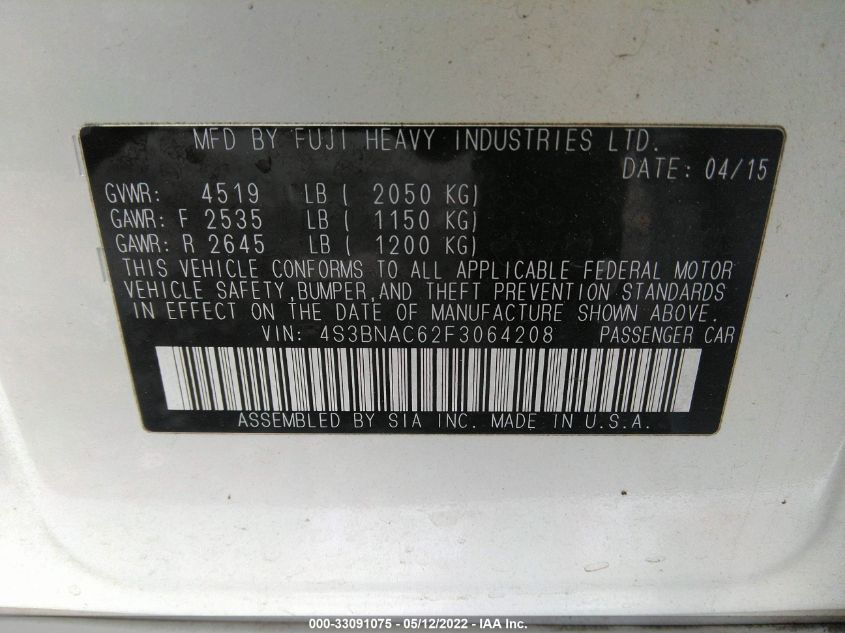 MFD BY FUJI HEAVY INDUSTRIES LTD.
DATE: 04/15
GVWR: 4519 LB ( 2050 KG)
GAWR: F 2535 LB ( 1150 KG)
GAWR: R 2645 LB ( 1200 KG)
THIS VEHICLE CONFORMS TO ALL APPLICABLE FEDERAL MOTOR
VEHICLE SAFETY,BUMPER,AND THEFT PREVENTION STANDARDS
IN EFFECT ON THE DATE OF MANUFACTURE SHOWN ABOVE.
VIN: 4S3BNAC62F3064208 PASSENGER CAR
ASSEMBLED BY SIA INC. MADE IN U.S.A.
000-33091075 - 05/12/2022 - IAA Inc.